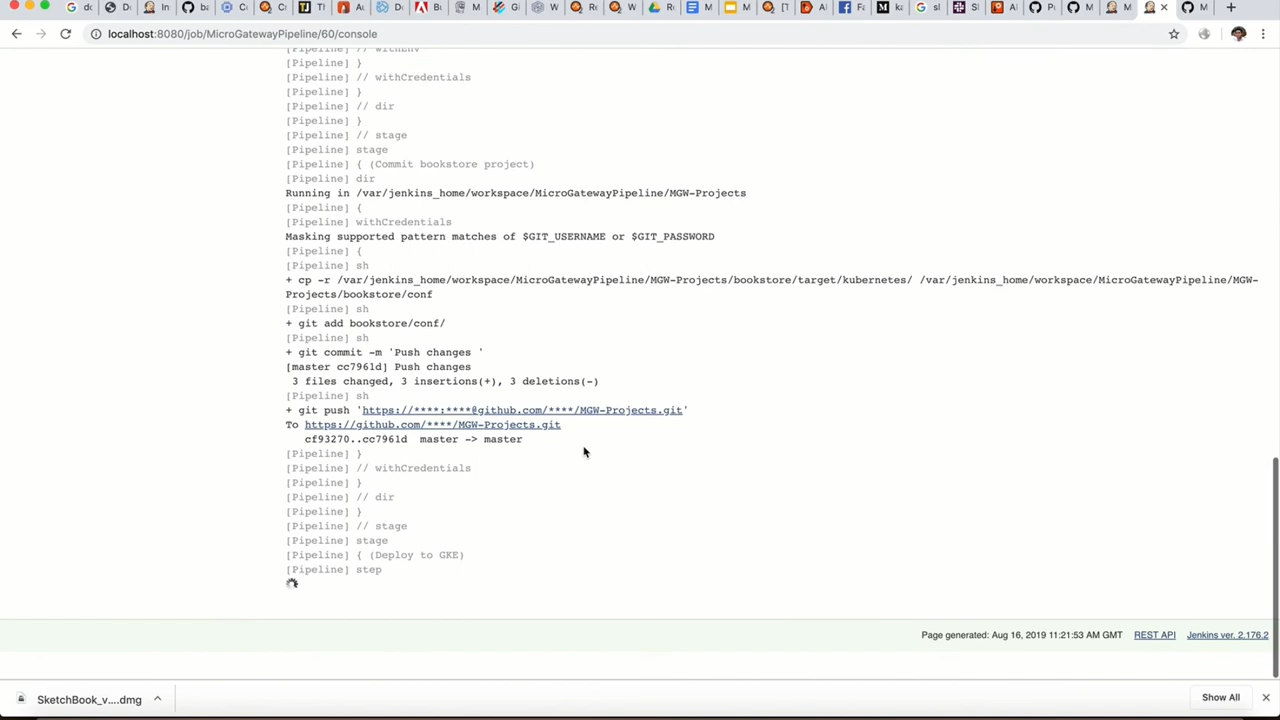 localhost:8080/job/MicroGatewayPipeline/60/console
[Pipeline] // withEnv
[Pipeline] }
[Pipeline] // withCredentials
[Pipeline] }
[Pipeline] // dir
[Pipeline] }
[Pipeline] // stage
[Pipeline] stage
[Pipeline] { (Commit bookstore project)
[Pipeline] dir
Running in /var/jenkins_home/workspace/MicroGatewayPipeline/MGW-Projects
[Pipeline] {
[Pipeline] withCredentials
Masking supported pattern matches of $GIT_USERNAME or $GIT_PASSWORD
[Pipeline] {
[Pipeline] sh
+ cp -r /var/jenkins_home/workspace/MicroGatewayPipeline/MGW-Projects/bookstore/target/kubernetes/ /var/jenkins_home/workspace/MicroGatewayPipeline/MGW-
Projects/bookstore/conf
[Pipeline] sh
+ git add bookstore/conf/
[Pipeline] sh
+ git commit -m 'Push changes '
[master cc7961d] Push changes
3 files changed, 3 insertions(+), 3 deletions(-)
[Pipeline] sh
+ git push 'https://****:****@github.com/****/MGW-Projects.git'
To https://github.com/****/MGW-Projects.git
cf93270..cc7961d master -> master
[Pipeline] }
[Pipeline] // withCredentials
[Pipeline] }
[Pipeline] // dir
[Pipeline] }
[Pipeline] // stage
[Pipeline] stage
[Pipeline] { (Deploy to GKE)
[Pipeline] step
Page generated: Aug 16, 2019 11:21:53 AM GMT REST API Jenkins ver. 2.176.2
SketchBook_v....dmg Show All